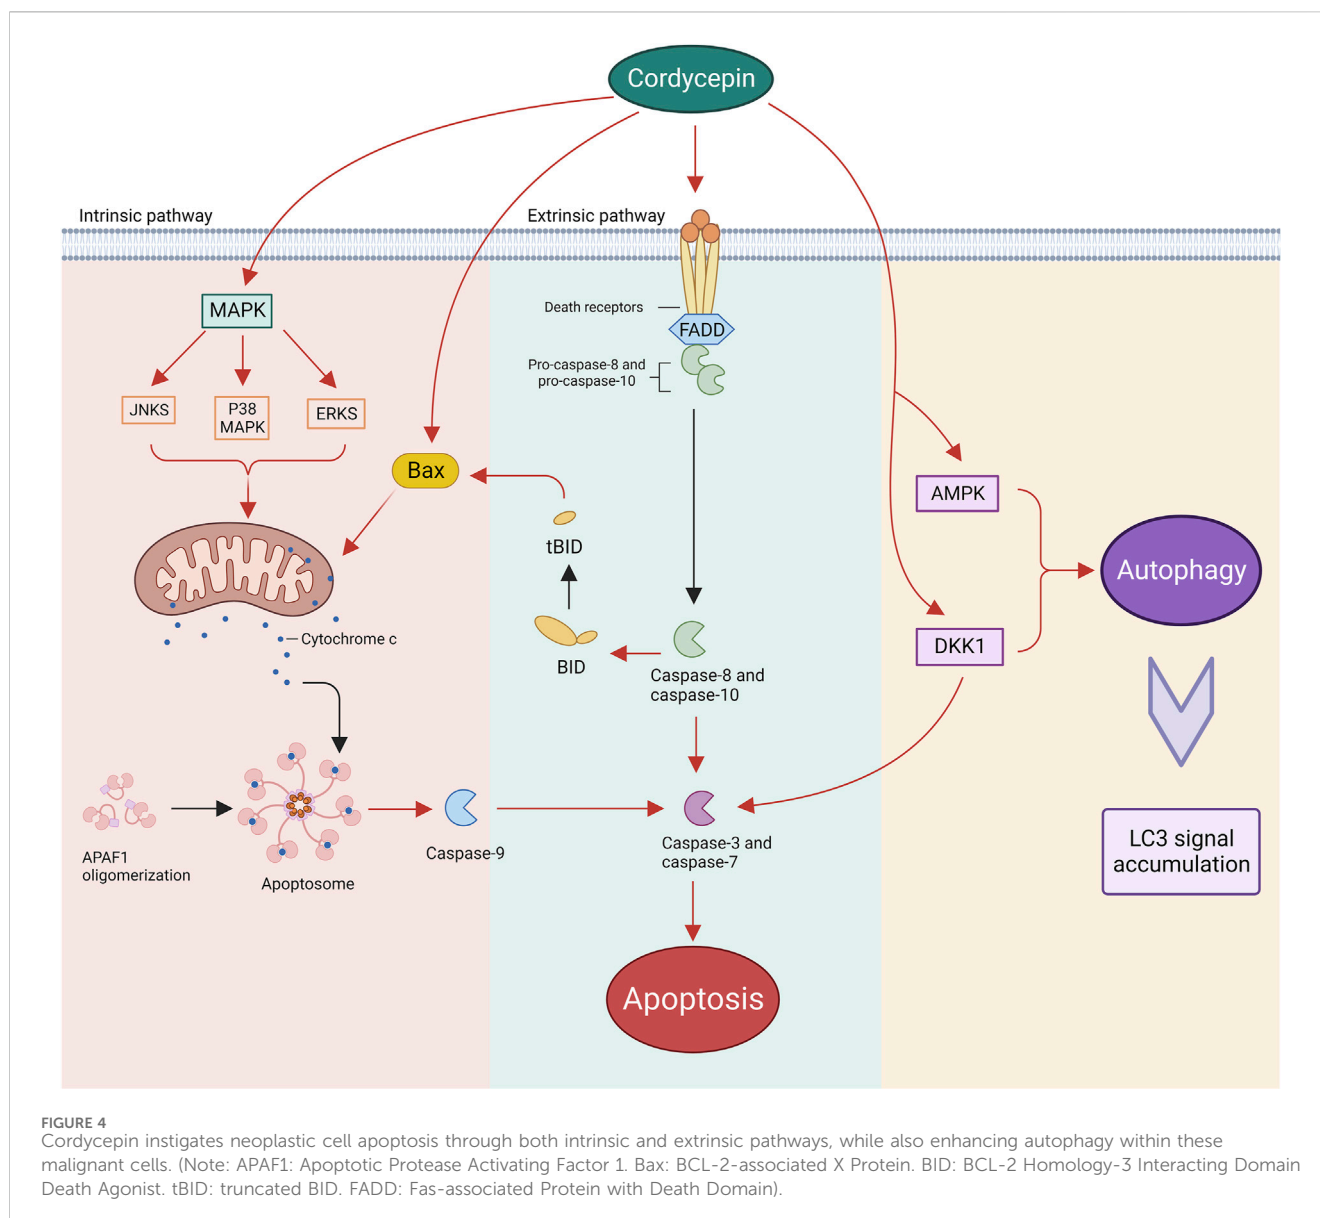 Cordycepin
Intrinsic pathway
Extrinsic pathway
MAPK
Death receptors
FADD
Pro-caspase-8 and
pro-caspase-10
JNKS
P38
MAPK
ERKS
Bax
AMPK
tBID
Autophagy
Cytochrome c
BID
Caspase-8 and
caspase-10
DKK1
APAF1
oligomerization
Apoptosome
Caspase-9
Caspase-3 and
caspase-7
LC3 signal
accumulation
Apoptosis
FIGURE 4
Cordycepin instigates neoplastic cell apoptosis through both intrinsic and extrinsic pathways, while also enhancing autophagy within these
malignant cells. (Note: APAF1: Apoptotic Protease Activating Factor 1. Bax: BCL-2-associated X Protein. BID: BCL-2 Homology-3 Interacting Domain
Death Agonist. tBID: truncated BID. FADD: Fas-associated Protein with Death Domain).